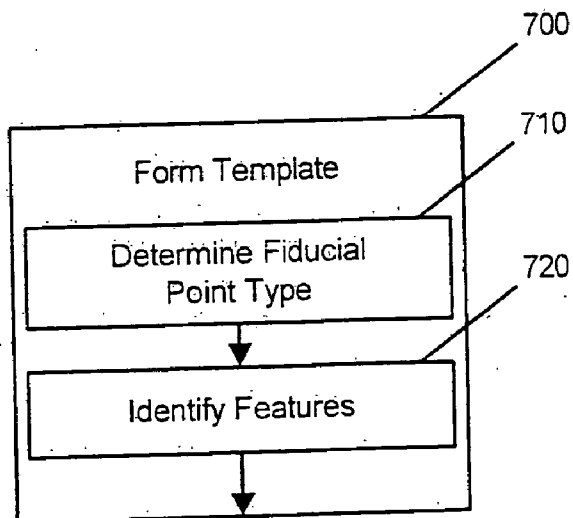 700
Form Template
710
Determine Fiducial
Point Type
720
Identify Features